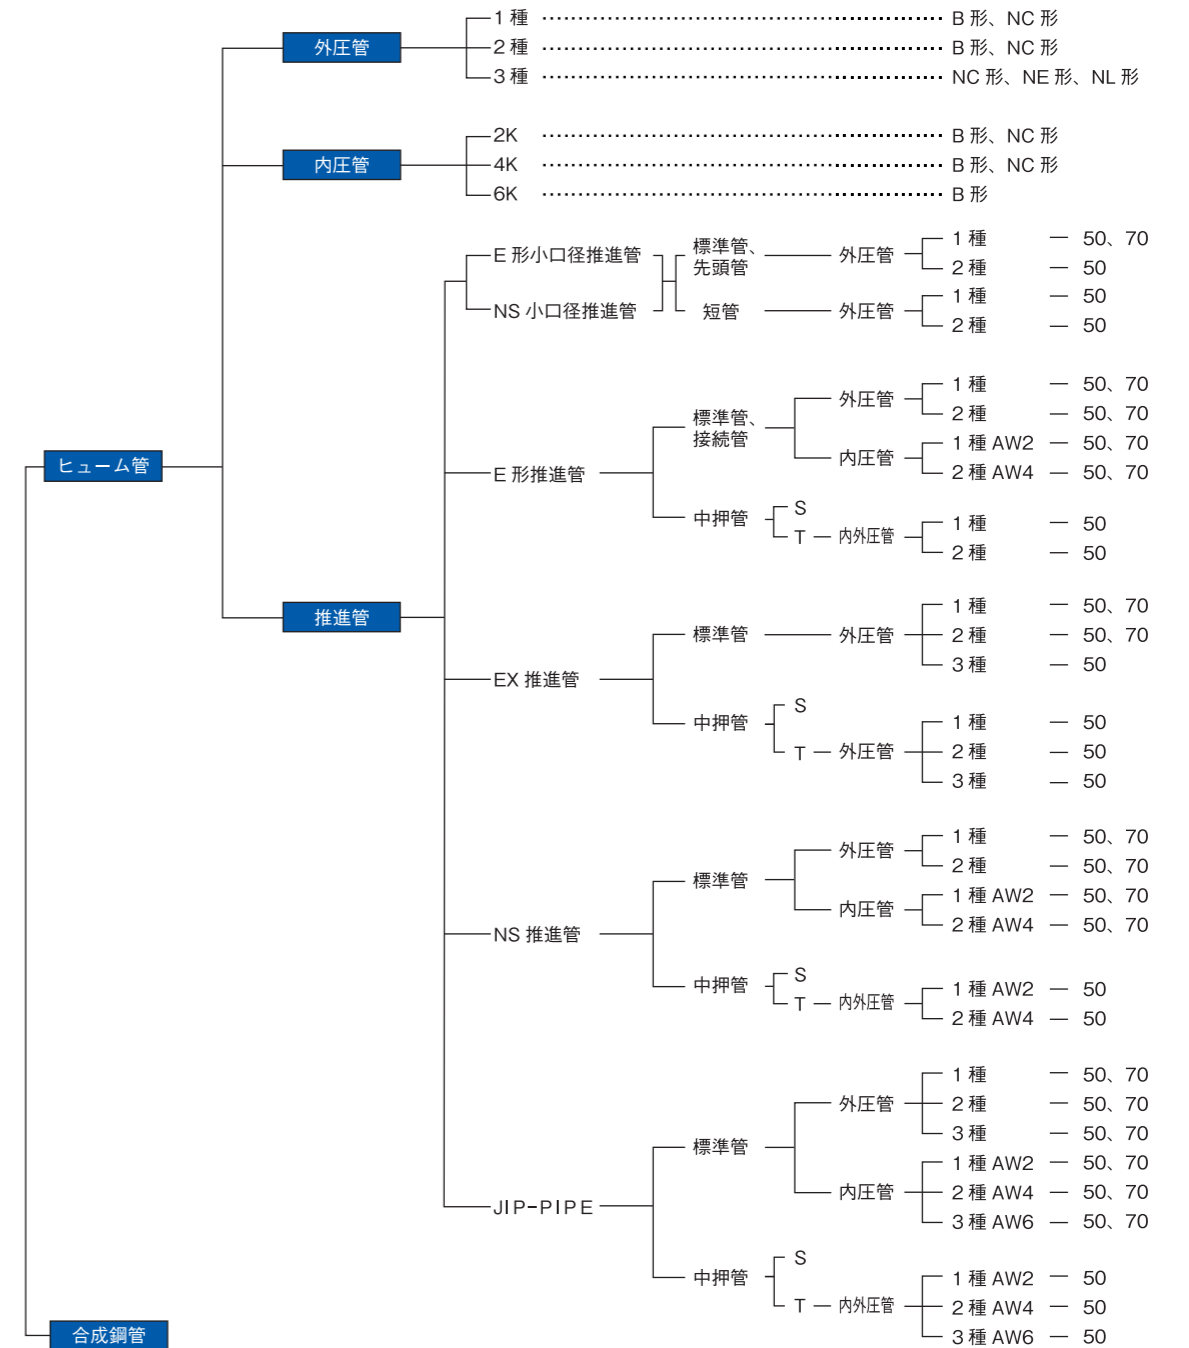 1 種 B 形、NC 形
外圧管 2 種 B 形、NC 形
3 種 NC 形、NE 形、NL 形
2K B 形、NC 形
内圧管 4K B 形、NC 形
6K B 形
E 形小口径推進管 標準管、先頭管 外圧管 1 種 — 50、70
2 種 — 50
NS 小口径推進管 短管 外圧管 1 種 — 50
2 種 — 50
標準管、接続管 外圧管 1 種 — 50、70
2 種 — 50、70
内圧管 1 種 AW2 — 50、70
ヒューム管 E 形推進管 2 種 AW4 — 50、70
中押管 S
T — 内外圧管 1 種 — 50
2 種 — 50
推進管
標準管 外圧管 1 種 — 50、70
2 種 — 50、70
3 種 — 50
EX 推進管
中押管 S
T — 外圧管 1 種 — 50
2 種 — 50
3 種 — 50
標準管 外圧管 1 種 — 50、70
2 種 — 50、70
内圧管 1 種 AW2 — 50、70
2 種 AW4 — 50、70
NS 推進管
中押管 S
T — 内外圧管 1 種 AW2 — 50
2 種 AW4 — 50
標準管 外圧管 1 種 — 50、70
2 種 — 50、70
3 種 — 50、70
内圧管 1 種 AW2 — 50、70
2 種 AW4 — 50、70
3 種 AW6 — 50、70
JIP-PIPE
中押管 S
T — 内外圧管 1 種 AW2 — 50
2 種 AW4 — 50
3 種 AW6 — 50
合成鋼管